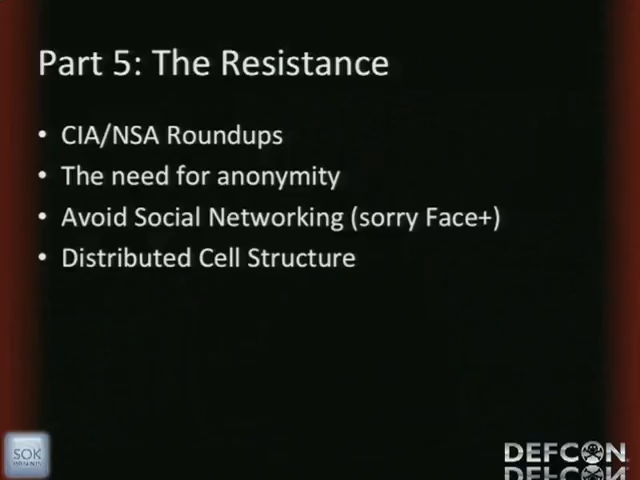 Part 5: The Resistance
• CIA/NSA Roundups
• The need for anonymity
• Avoid Social Networking (sorry Face+)
• Distributed Cell Structure
SOK
DEFCON